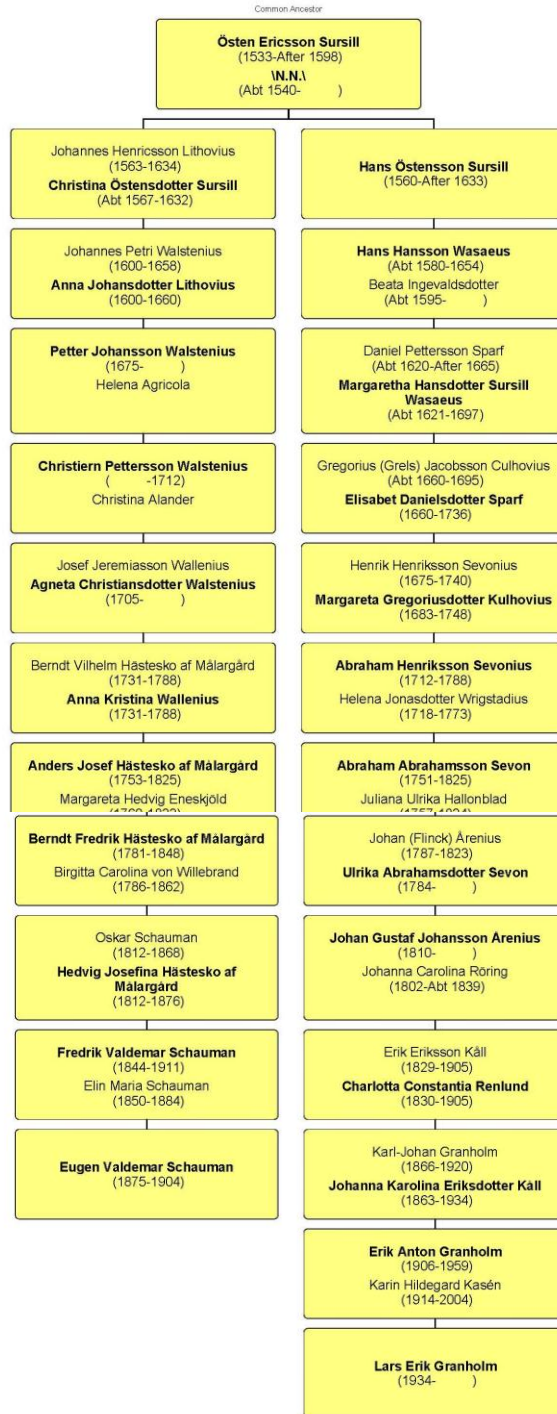 Common Ancestor
Östen Ericsson Sursill
(1533-After 1598)
\N.N.\
(Abt 1540- )
Johannes Henricsson Lithovius
(1563-1634)
Christina Östensdotter Sursill
(Abt 1567-1632)
Johannes Petri Walstenius
(1600-1658)
Anna Johansdotter Lithovius
(1600-1660)
Petter Johansson Walstenius
(1675- )
Helena Agricola
Christiern Pettersson Walstenius
( -1712)
Christina Alander
Josef Jeremiasson Wallenius
Agneta Christiansdotter Walstenius
(1705- )
Berndt Vilhelm Hästesko af Målargård
(1731-1788)
Anna Kristina Wallenius
(1731-1788)
Anders Josef Hästesko af Målargård
(1753-1825)
Margareta Hedvig Eneskjöld
Berndt Fredrik Hästesko af Målargård
(1781-1848)
Birgitta Carolina von Willebrand
(1786-1862)
Oskar Schauman
(1812-1868)
Hedvig Josefina Hästesko af
Målargård
(1812-1876)
Fredrik Valdemar Schauman
(1844-1911)
Elin Maria Schauman
(1850-1884)
Eugen Valdemar Schauman
(1875-1904)
Hans Östensson Sursill
(1560-After 1633)
Hans Hansson Wasaeus
(Abt 1580-1654)
Beata Ingevaldsdotter
(Abt 1595- )
Daniel Pettersson Sparf
(Abt 1620-After 1665)
Margaretha Hansdotter Sursill
Wasaeus
(Abt 1621-1697)
Gregorius (Grels) Jacobsson Culhovius
(Abt 1660-1695)
Elisabet Danielsdotter Sparf
(1660-1736)
Henrik Henriksson Sevonius
(1675-1740)
Margareta Gregoriusdotter Kulhovius
(1683-1748)
Abraham Henriksson Sevonius
(1712-1788)
Helena Jonasdotter Wrigstadius
(1718-1773)
Abraham Abrahamsson Sevon
(1751-1825)
Juliana Ulrika Hallonblad
Johan (Flinck) Årenius
(1787-1823)
Ulrika Abrahamsdotter Sevon
(1784- )
Johan Gustaf Johansson Årenius
(1810- )
Johanna Carolina Röring
(1802-Abt 1839)
Erik Eriksson Kåll
(1829-1905)
Charlotta Constantia Renlund
(1830-1905)
Karl-Johan Granholm
(1866-1920)
Johanna Karolina Eriksdotter Kåll
(1863-1934)
Erik Anton Granholm
(1906-1959)
Karin Hildegard Kasén
(1914-2004)
Lars Erik Granholm
(1934- )